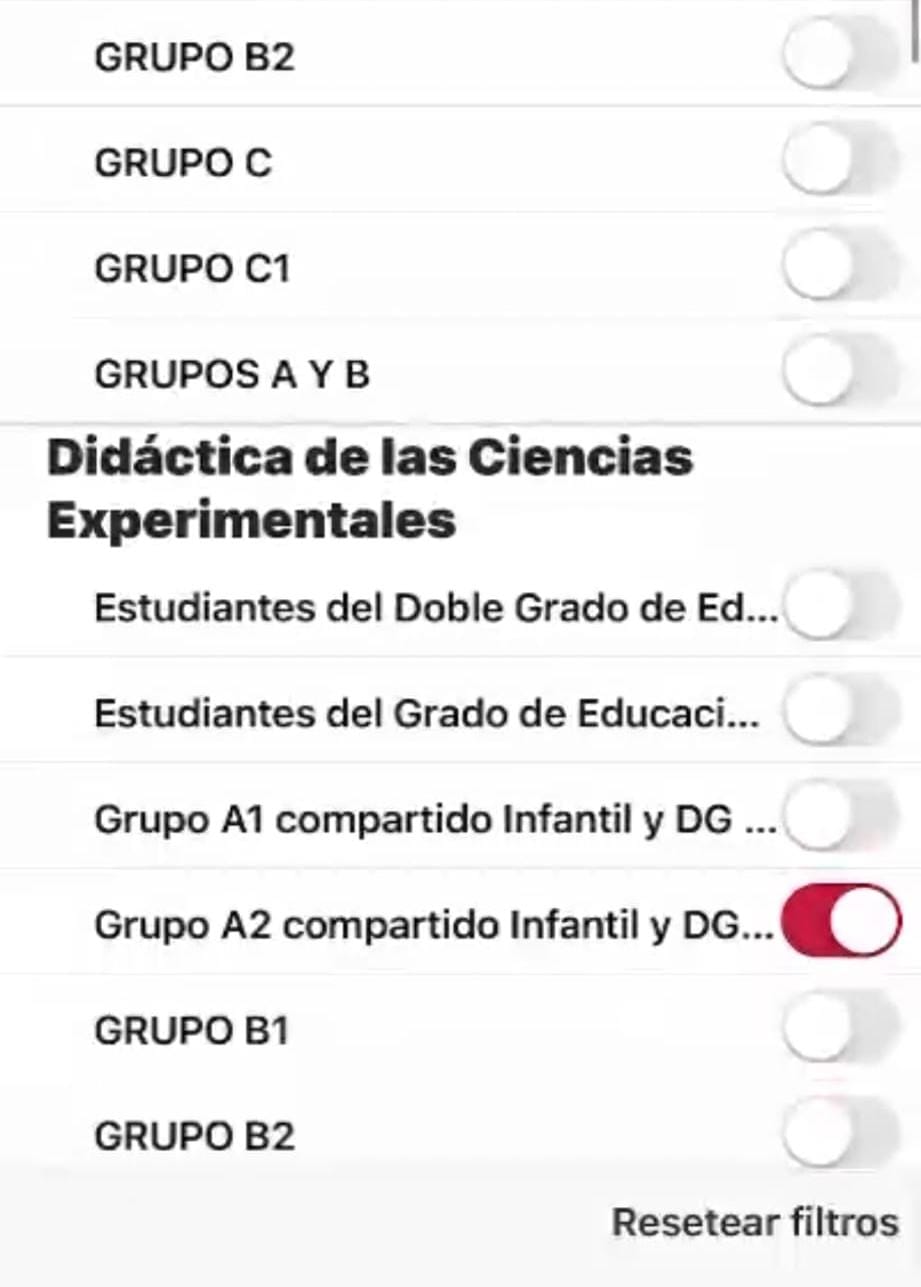 GRUPO B2
GRUPO C
GRUPO C1
GRUPOS A Y B
Didáctica de las Ciencias
Experimentales
Estudiantes del Doble Grado de Ed...
Estudiantes del Grado de Educaci...
Grupo A1 compartido Infantil y DG ...
Grupo A2 compartido Infantil y DG...
GRUPO B1
GRUPO B2
Resetear filtros